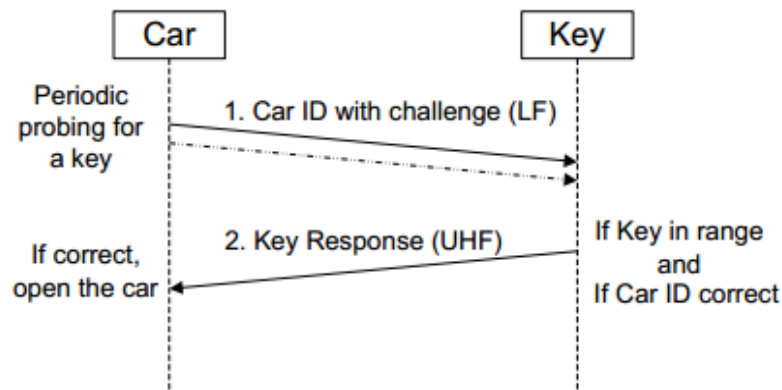 Car
Key
Periodic
probing for
a key
1. Car ID with challenge (LF)
2. Key Response (UHF)
If correct,
open the car
If Key in range
and
If Car ID correct